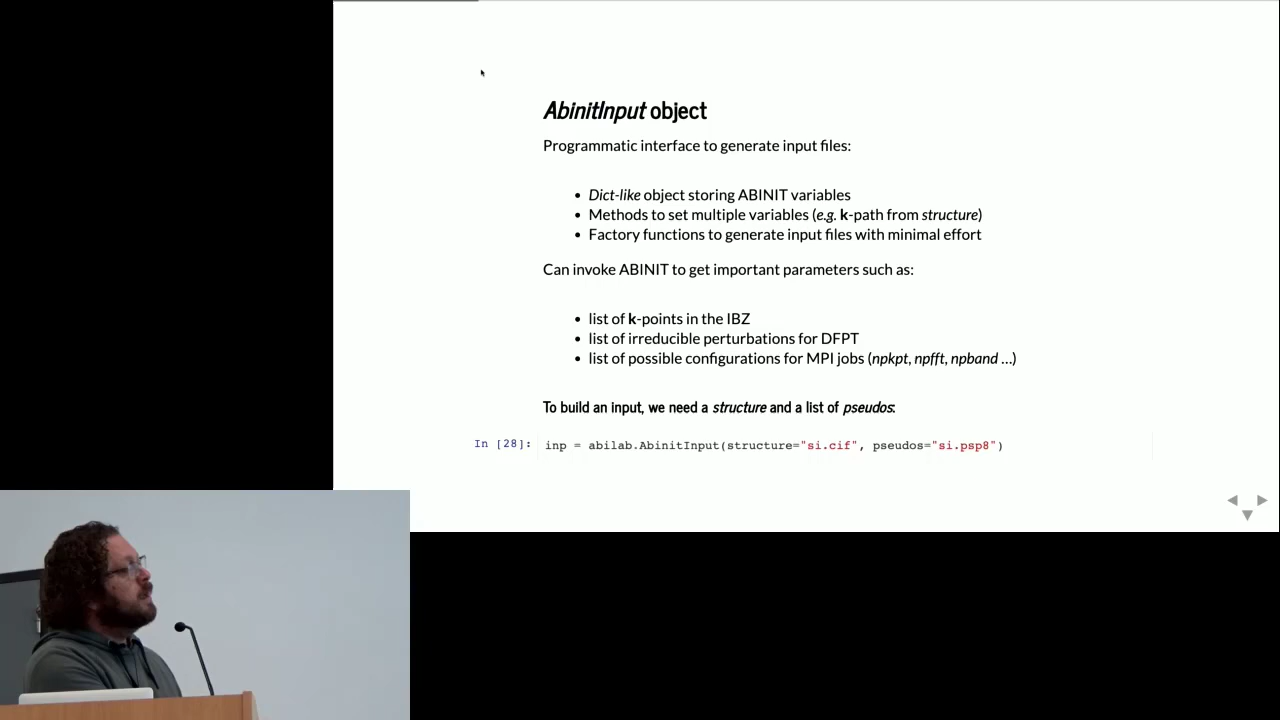 AbinitInput object
Programmatic interface to generate input files:
• Dict-like object storing ABINIT variables
• Methods to set multiple variables (e.g. k-path from structure)
• Factory functions to generate input files with minimal effort
Can invoke ABINIT to get important parameters such as:
• list of k-points in the IBZ
• list of irreducible perturbations for DFPT
• list of possible configurations for MPI jobs (npkpt, npfft, npband ...)
To build an input, we need a structure and a list of pseudos:
In [28]: inp = abilab.AbinitInput(structure="si.cif", pseudos="si.psp8")